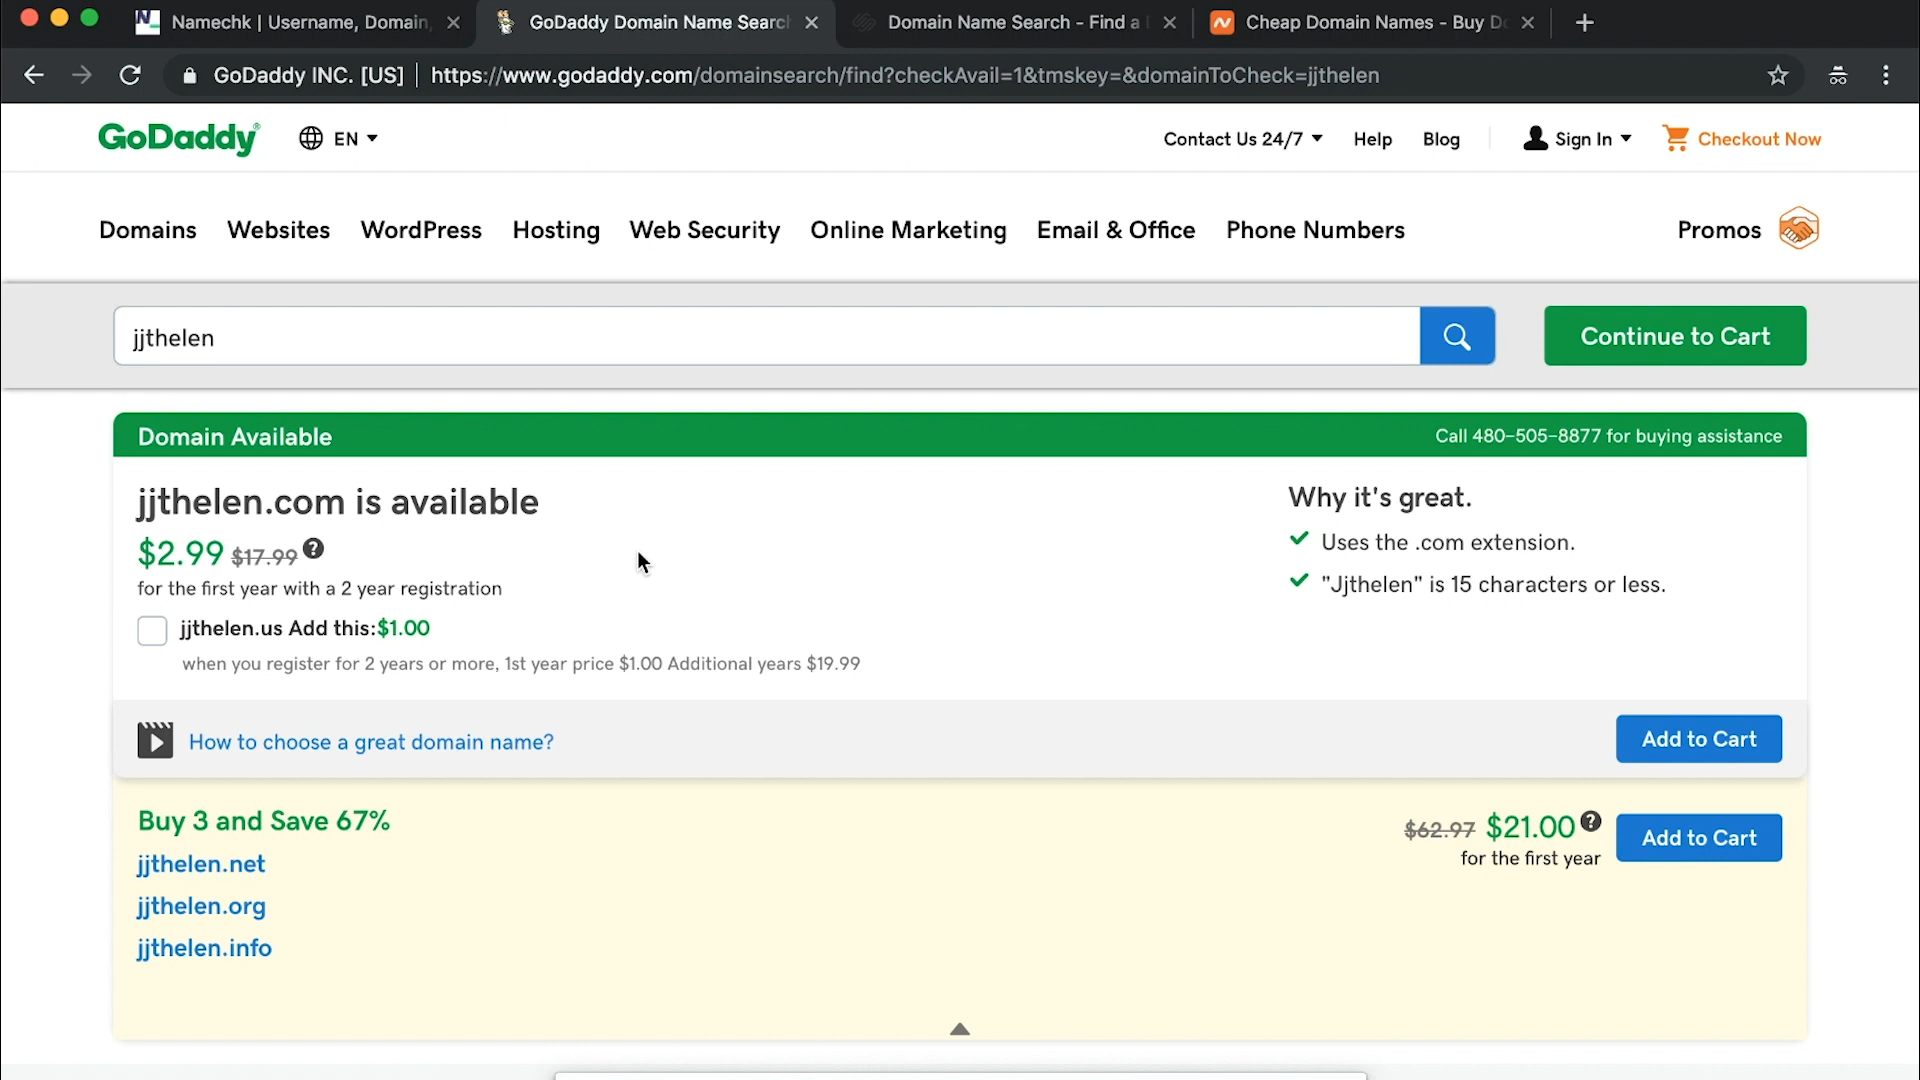 Namechk | Username, Domain,
GoDaddy Domain Name Search
Domain Name Search - Find a D
Cheap Domain Names - Buy Do
GoDaddy INC. [US] | https://www.godaddy.com/domainsearch/find?checkAvail=1&tmskey=&domainToCheck=jjthelen
GoDaddy®
EN
Contact Us 24/7
Help
Blog
Sign In
Checkout Now
Domains
Websites
WordPress
Hosting
Web Security
Online Marketing
Email & Office
Phone Numbers
Promos
jjthelen
Continue to Cart
Domain Available
Call 480-505-8877 for buying assistance
jjthelen.com is available
$2.99 $17.99 ?
for the first year with a 2 year registration
jjthelen.us Add this:$1.00
when you register for 2 years or more, 1st year price $1.00 Additional years $19.99
Why it's great.
Uses the .com extension.
"Jjthelen" is 15 characters or less.
How to choose a great domain name?
Add to Cart
Buy 3 and Save 67%
jjthelen.net
jjthelen.org
jjthelen.info
$62.97 $21.00 ?
for the first year
Add to Cart